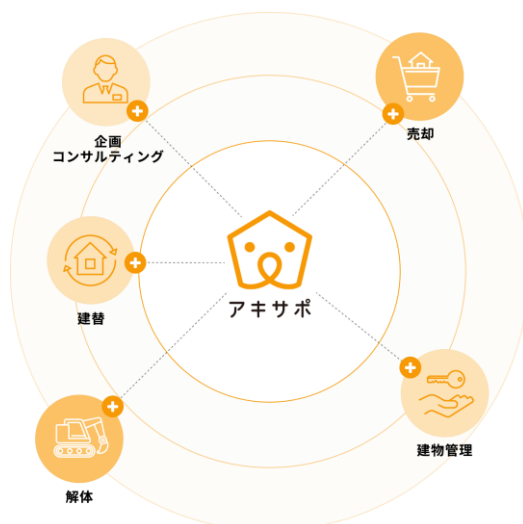 企画
コンサルティング
売却
アキサポ
建替
建物管理
解体